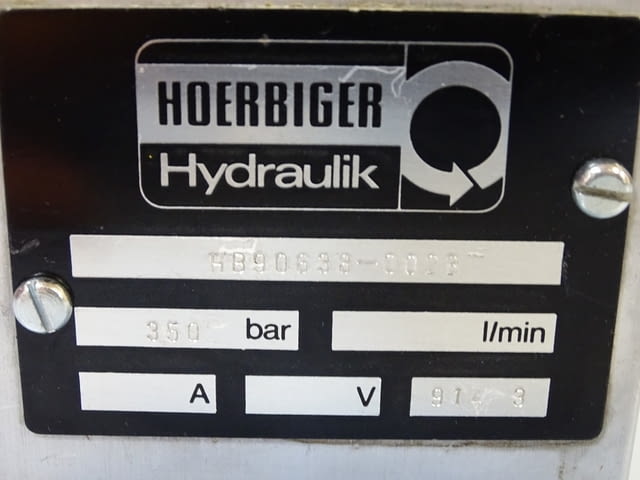 HOERBIGER
Hydraulik
350 bar l/min
A V